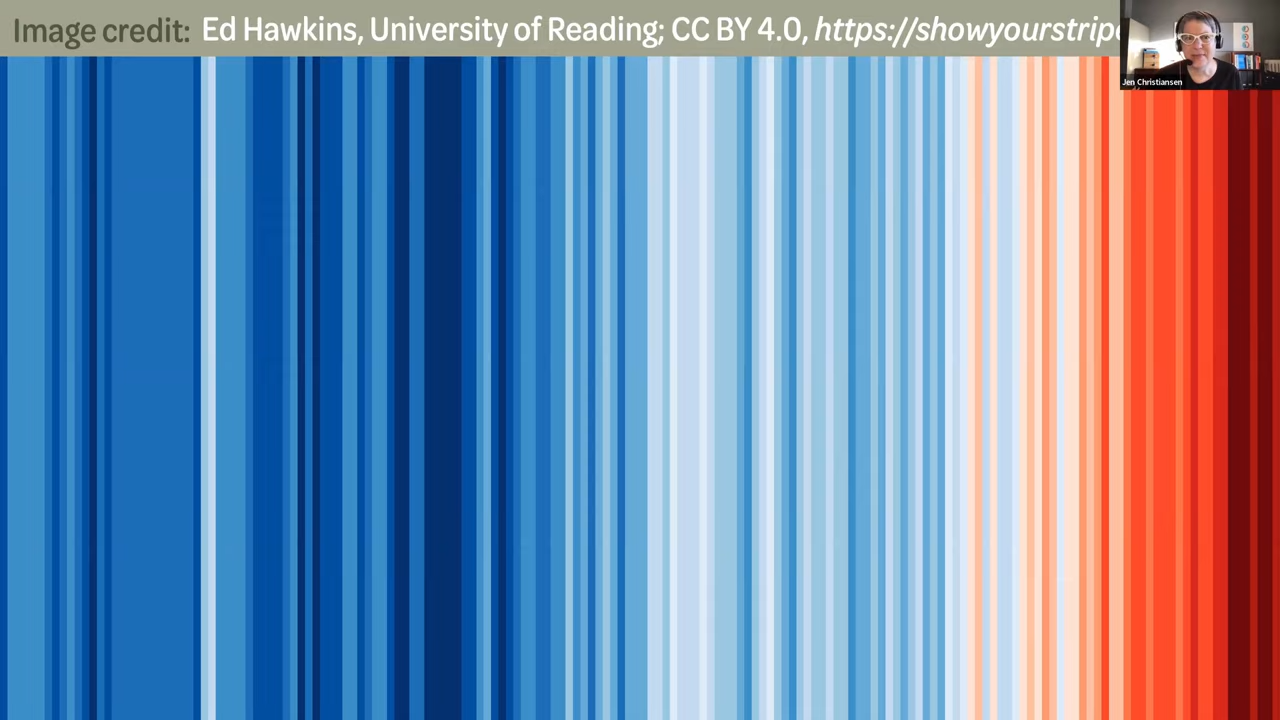 Image credit: Ed Hawkins, University of Reading; CC BY 4.0, https://showyourstripe
Jen Christiansen